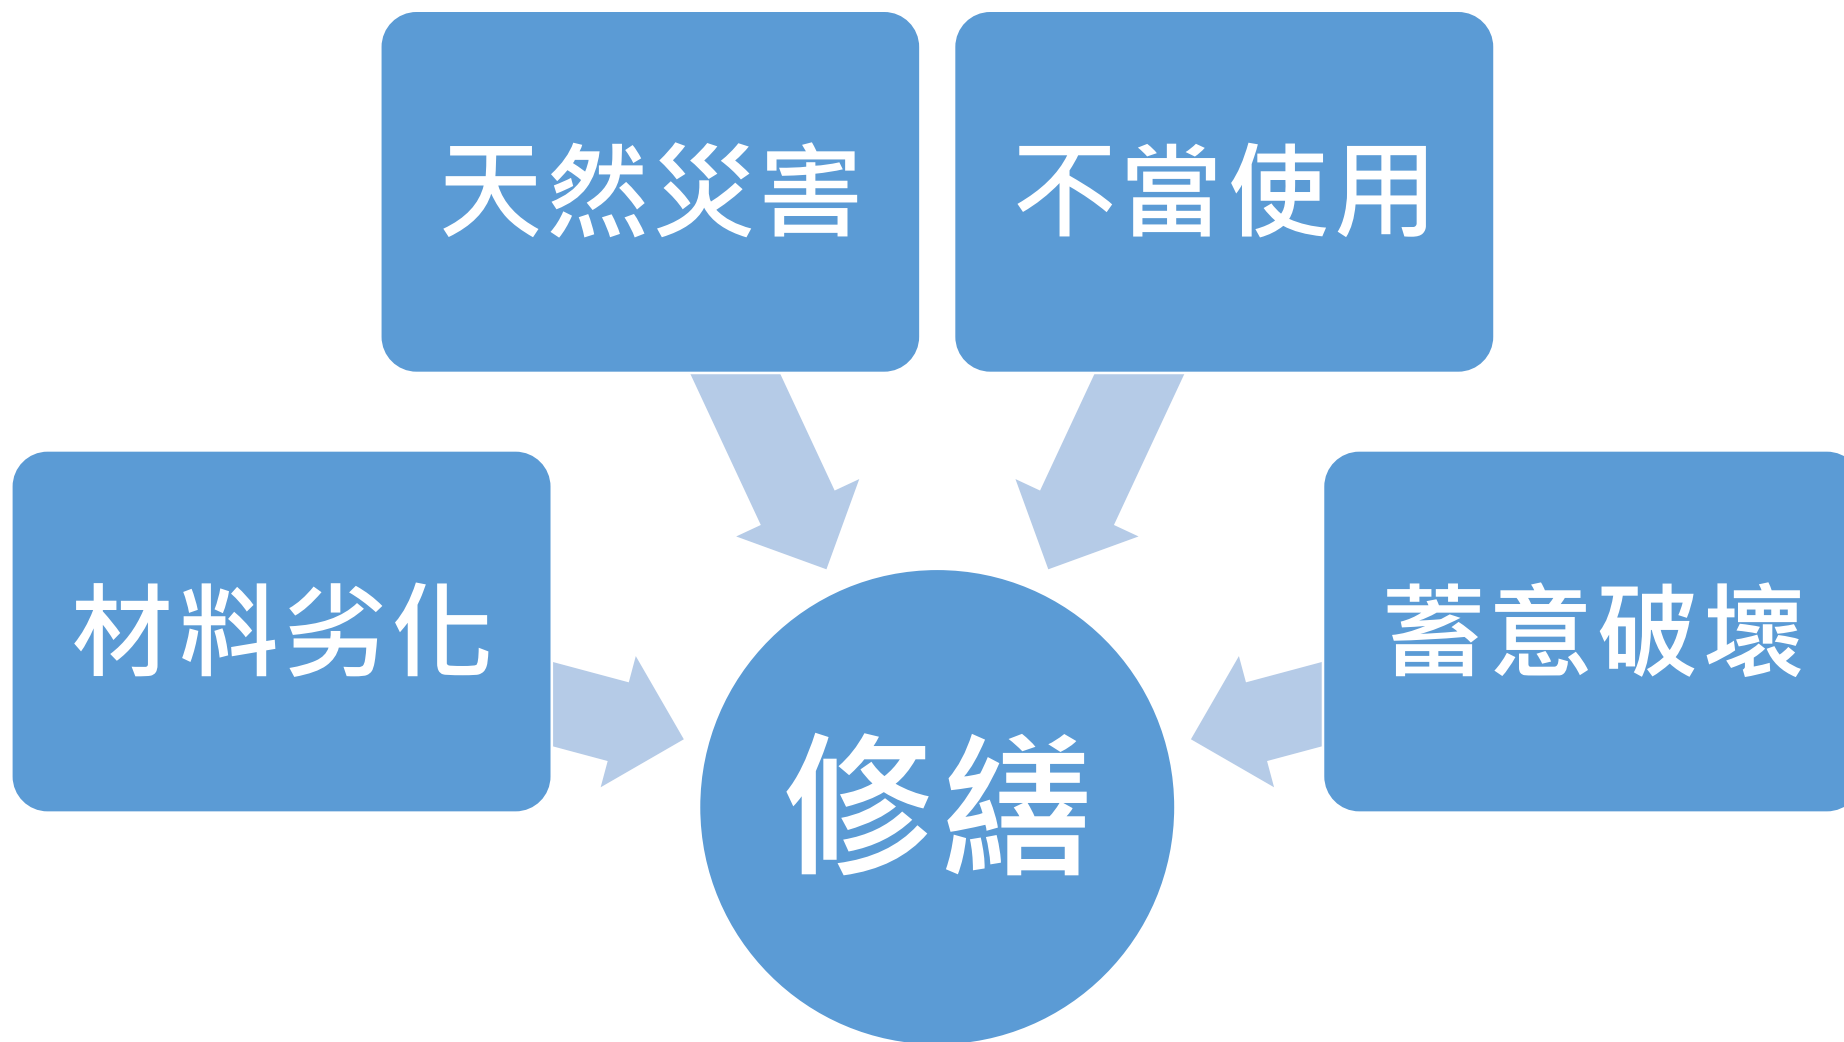 天然災害
不當使用
材料劣化
蓄意破壞
修繕